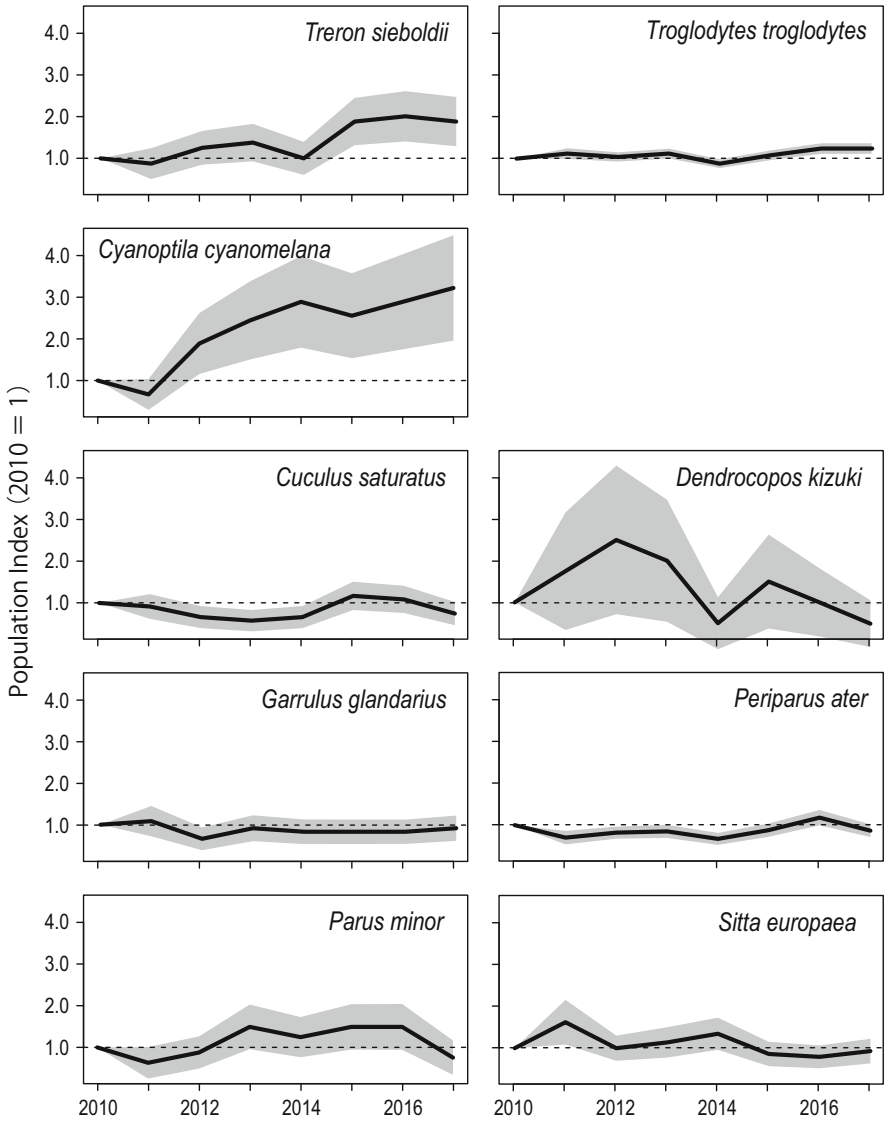 Population Index (2010 = 1)
Treron sieboldii
4.0
3.0
2.0
1.0
Troglodytes troglodytes
Cyanoptila cyanomelana
4.0
3.0
2.0
1.0
Cuculus saturatus
4.0
3.0
2.0
1.0
Dendrocopos kizuki
Garrulus glandarius
4.0
3.0
2.0
1.0
Periparus ater
Parus minor
4.0
3.0
2.0
1.0
Sitta europaea
2010 2012 2014 2016
2010 2012 2014 2016